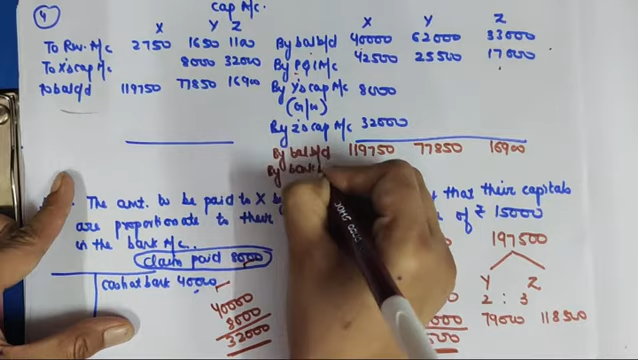 4
Cap A/c.
X Y Z X Y Z
To Rev. A/c 2750 1650 1100 By bal b/d 40000 62000 33000
To X's cap A/c 8000 32000 By P&L A/c 42500 25500 17000
To bal c/d 119750 77850 16900 By Y's cap A/c 8000
(G/W)
By Z's cap A/c 32000
By bal b/d 119750 77850 16900
By bank
The amt. to be paid to X that their capitals
are proportionate to their of ₹ 15000
in the bank A/c.
claim paid 8000 197500
cash at bank 40000 Y Z
40000 2 : 3
8000 79000 118500
32000